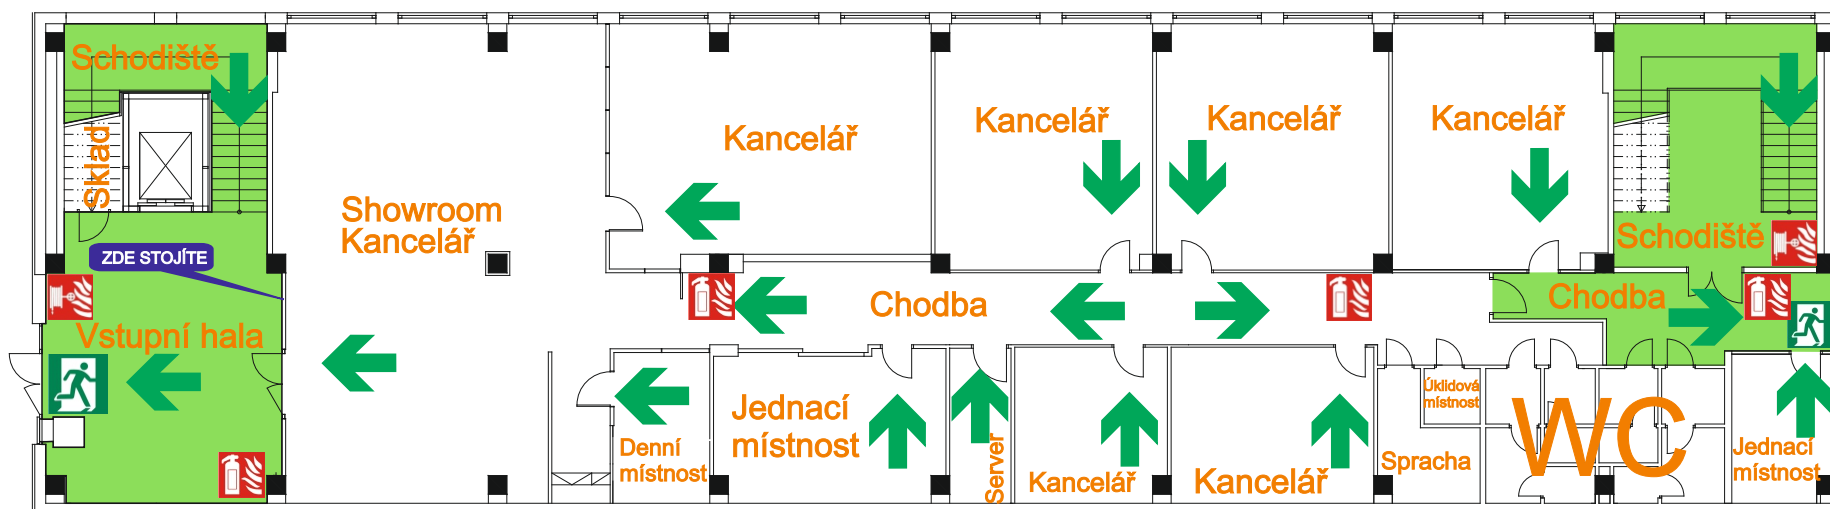 Schodiště
Sklad
ZDE STOJÍTE
Vstupní hala
Showroom
Kancelář
Kancelář
Kancelář
Kancelář
Kancelář
Schodiště
Chodba
Chodba
Denní
místnost
Jednací
místnost
Server
Kancelář
Kancelář
Spracha
Úklidová
místnost
WC
Jednací
místnost